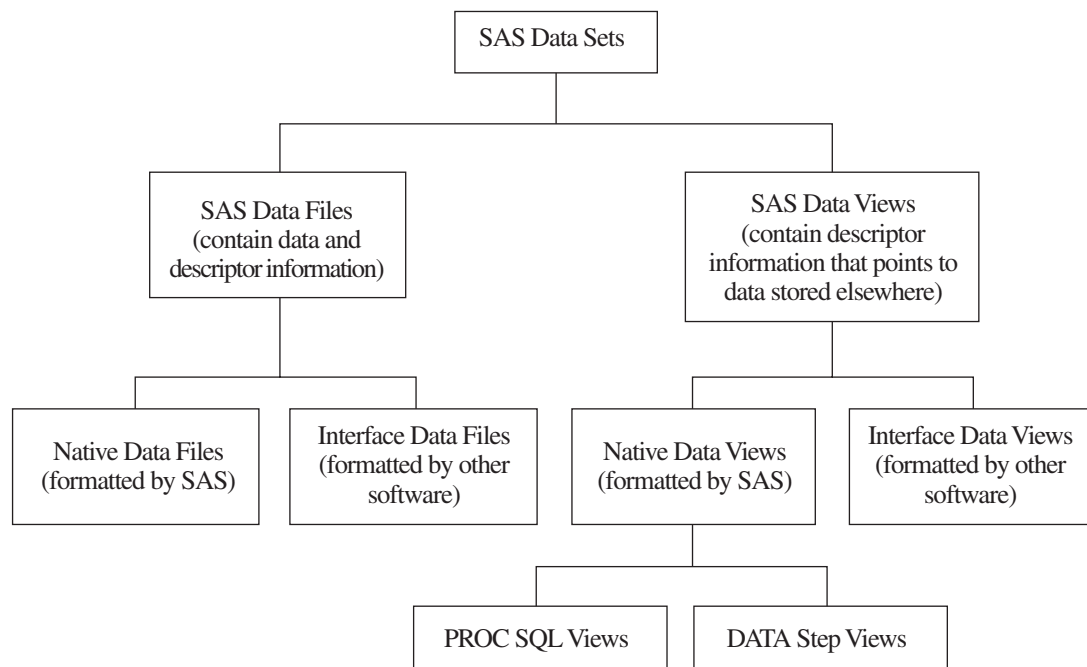 SAS Data Sets
SAS Data Files
(contain data and
descriptor information)
SAS Data Views
(contain descriptor
information that points to
data stored elsewhere)
Native Data Files
(formatted by SAS)
Interface Data Files
(formatted by other
software)
Native Data Views
(formatted by SAS)
Interface Data Views
(formatted by other
software)
PROC SQL Views
DATA Step Views